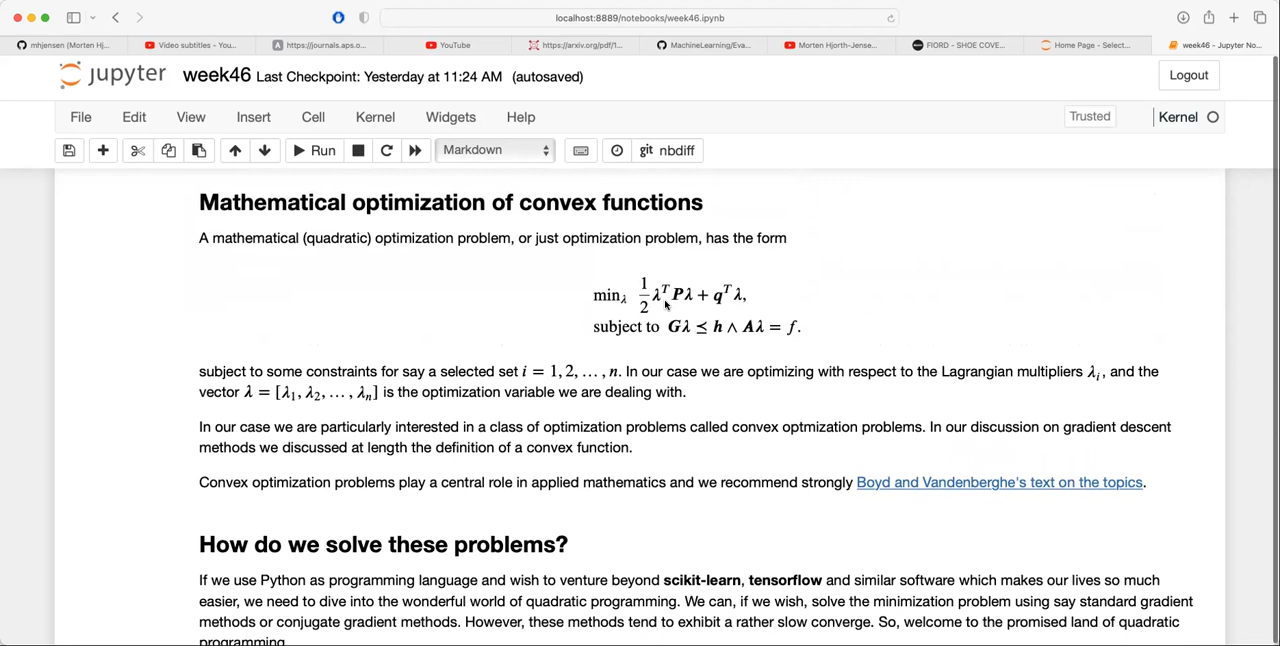 localhost:8889/notebooks/week46.ipynb
mhjensen (Morten Hj... Video subtitles - You... https://journals.aps.o... YouTube https://arxiv.org/pdf/1... MachineLearning/Eva... Morten Hjorth-Jense... FIORD - SHOE COVE... Home Page - Select... week46 - Jupyter No...
jupyter week46 Last Checkpoint: Yesterday at 11:24 AM (autosaved) Logout
File Edit View Insert Cell Kernel Widgets Help Trusted Kernel
Run Markdown git nbdiff
Mathematical optimization of convex functions
A mathematical (quadratic) optimization problem, or just optimization problem, has the form
min_λ 1/2 λ^T Pλ + q^T λ,
subject to Gλ ⪯ h ∧ Aλ = f.
subject to some constraints for say a selected set i = 1, 2, …, n. In our case we are optimizing with respect to the Lagrangian multipliers λ_i, and the
vector λ = [λ_1, λ_2, …, λ_n] is the optimization variable we are dealing with.
In our case we are particularly interested in a class of optimization problems called convex optmization problems. In our discussion on gradient descent
methods we discussed at length the definition of a convex function.
Convex optimization problems play a central role in applied mathematics and we recommend strongly Boyd and Vandenberghe's text on the topics.
How do we solve these problems?
If we use Python as programming language and wish to venture beyond scikit-learn, tensorflow and similar software which makes our lives so much
easier, we need to dive into the wonderful world of quadratic programming. We can, if we wish, solve the minimization problem using say standard gradient
methods or conjugate gradient methods. However, these methods tend to exhibit a rather slow converge. So, welcome to the promised land of quadratic
programming.